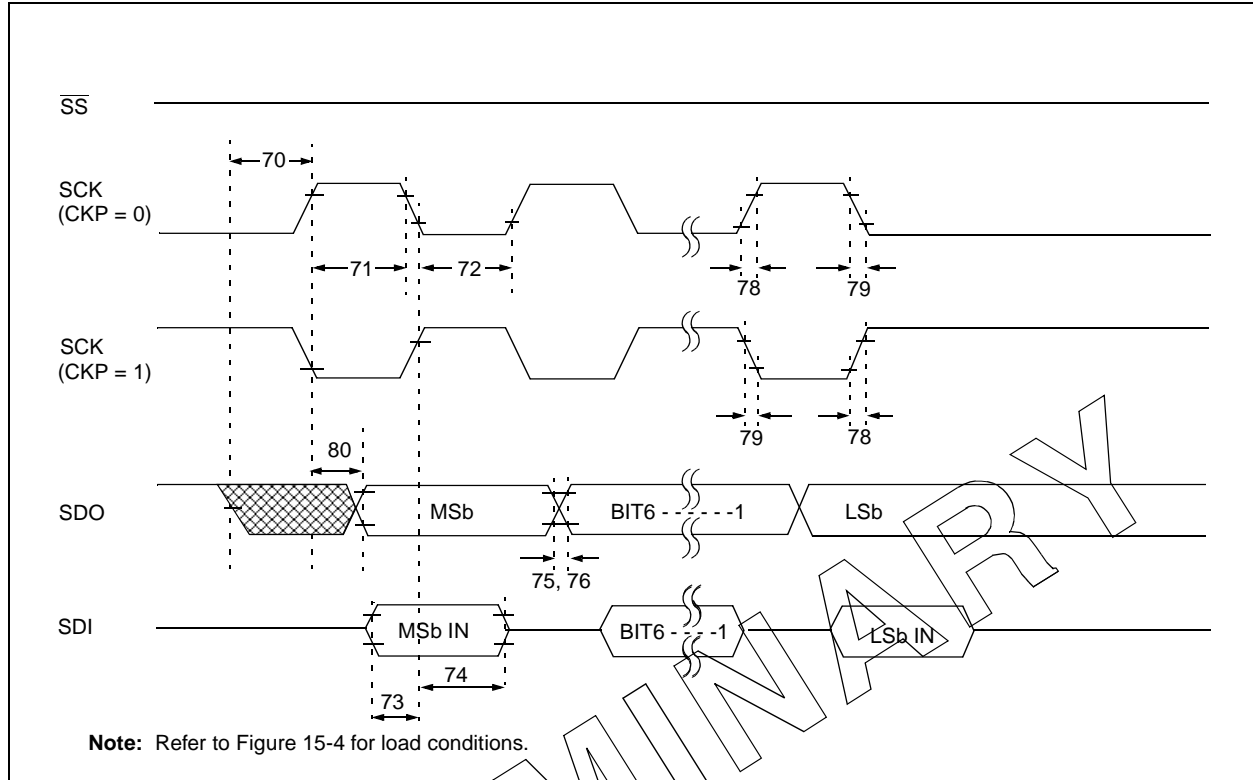 SS
70
SCK
(CKP = 0)
71
72
78
79
SCK
(CKP = 1)
79
78
80
SDO
MSb
BIT6 - - - - - -1
LSb
75, 76
SDI
MSb IN
BIT6 - - - -1
LSb IN
74
73
Note: Refer to Figure 15-4 for load conditions.
MINARY